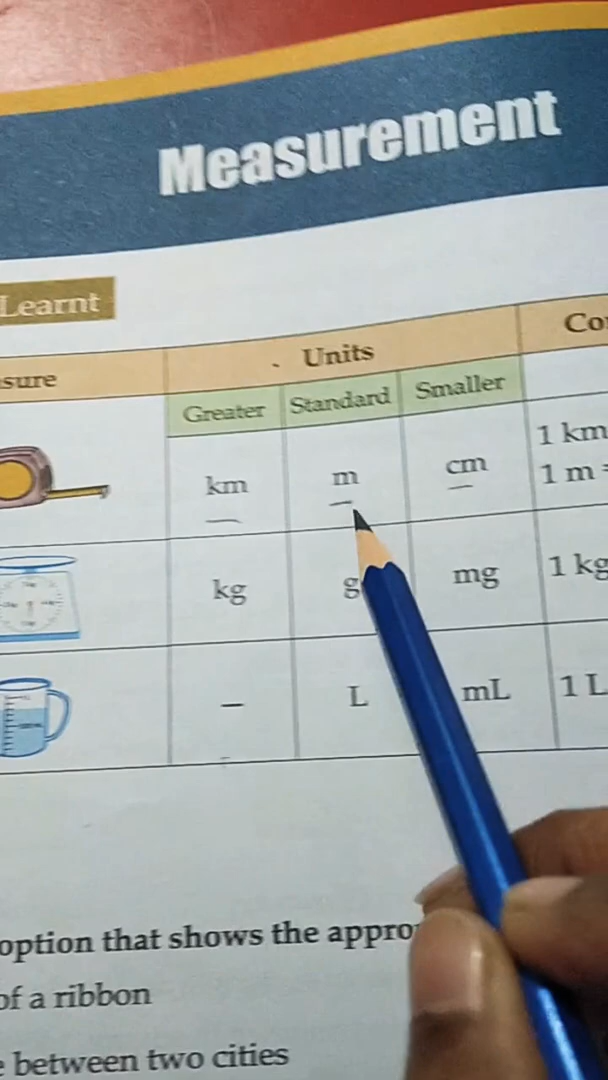 Measurement
Learnt
sure Units Co
Greater Standard Smaller
km m cm 1 km
1 m =
kg g mg 1 kg
– L mL 1 L
option that shows the appro
of a ribbon
e between two cities